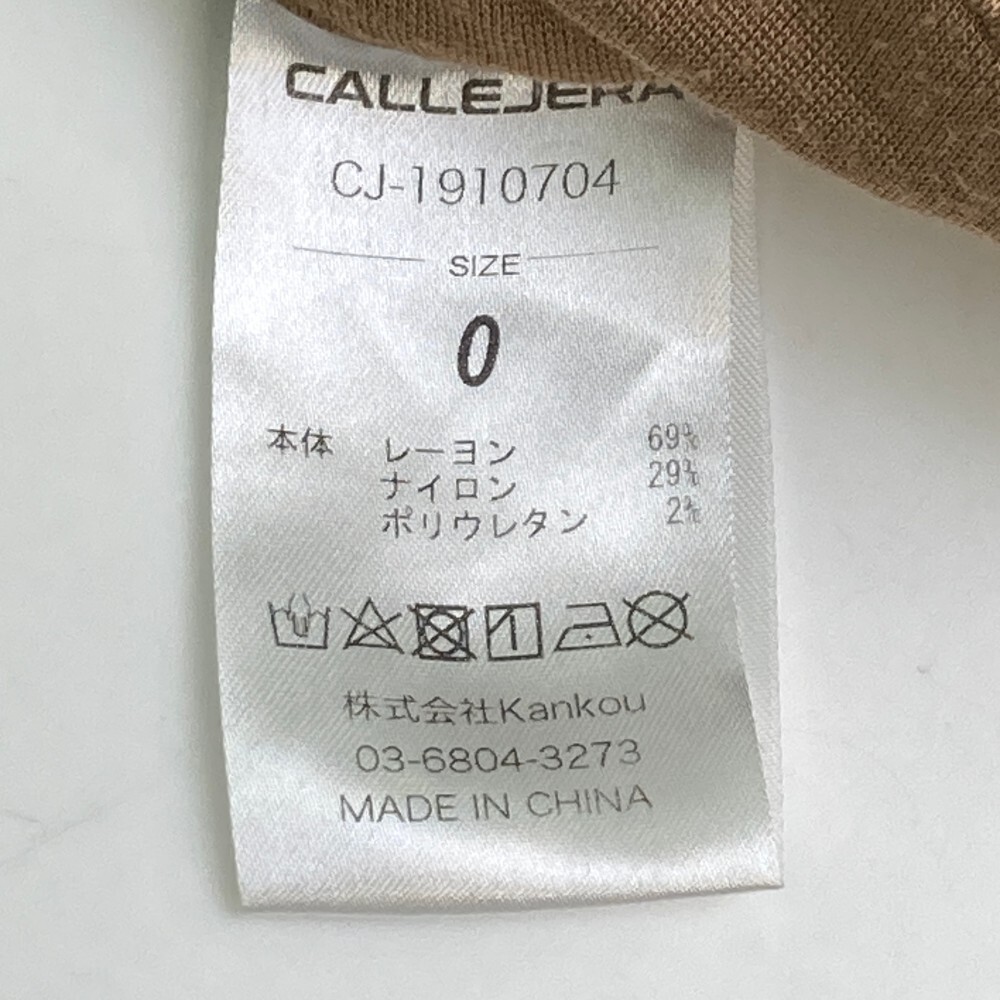 CALLEJERA
CJ-1910704
SIZE
0
本体 レーヨン 69%
ナイロン 29%
ポリウレタン 2%
株式会社Kankou
03-6804-3273
MADE IN CHINA